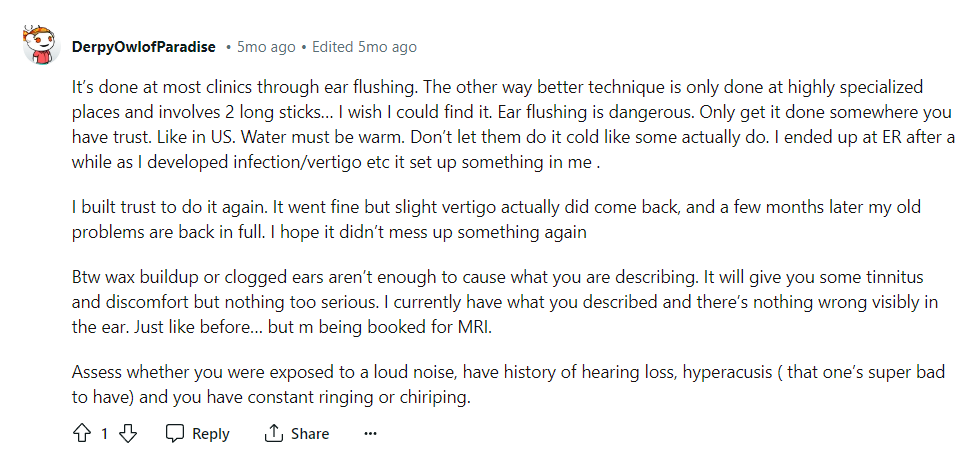 DerpyOwlofParadise • 5mo ago • Edited 5mo ago
It's done at most clinics through ear flushing. The other way better technique is only done at highly specialized
places and involves 2 long sticks... I wish I could find it. Ear flushing is dangerous. Only get it done somewhere you
have trust. Like in US. Water must be warm. Don't let them do it cold like some actually do. I ended up at ER after a
while as I developed infection/vertigo etc it set up something in me .
I built trust to do it again. It went fine but slight vertigo actually did come back, and a few months later my old
problems are back in full. I hope it didn't mess up something again
Btw wax buildup or clogged ears aren't enough to cause what you are describing. It will give you some tinnitus
and discomfort but nothing too serious. I currently have what you described and there's nothing wrong visibly in
the ear. Just like before... but m being booked for MRI.
Assess whether you were exposed to a loud noise, have history of hearing loss, hyperacusis ( that one's super bad
to have) and you have constant ringing or chiriping.
1 Reply Share ...